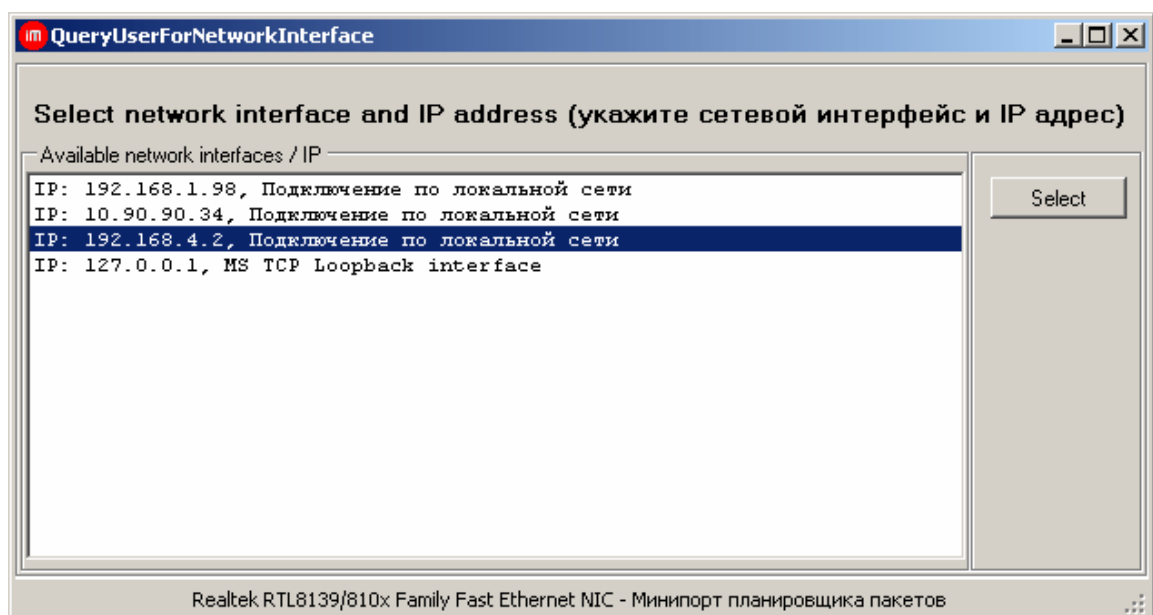 im QueryUserForNetworkInterface
Select network interface and IP address (укажите сетевой интерфейс и IP адрес)
Available network interfaces / IP
IP: 192.168.1.98, Подключение по локальной сети
IP: 10.90.90.34, Подключение по локальной сети
IP: 192.168.4.2, Подключение по локальной сети
IP: 127.0.0.1, MS TCP Loopback interface
Select
Realtek RTL8139/810x Family Fast Ethernet NIC - Минипорт планировщика пакетов